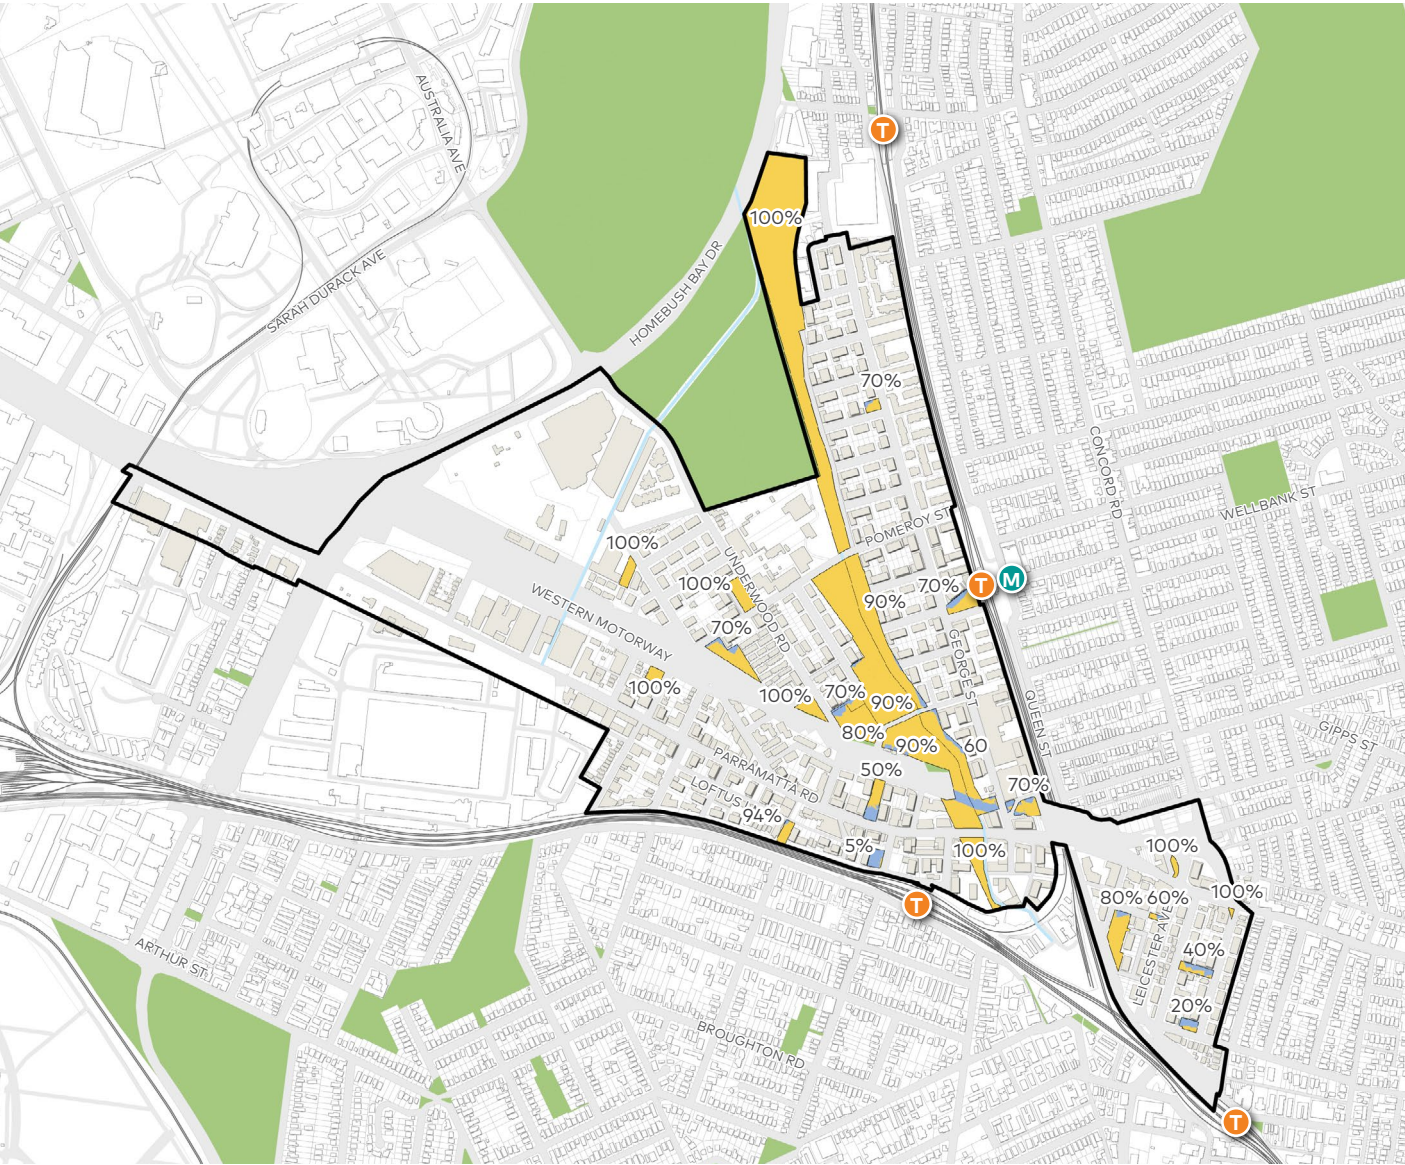 AUSTRALIA AVE
T
100%
SARAH DURACK AVE
HOMEBUSH BAY DR
70%
CONCORD RD
WELLBANK ST
POMEROY ST
100%
UNDERWOOD RD
100%
90%
70%
T
M
WESTERN MOTORWAY
70%
GEORGE ST
100%
100%
70%
90%
QUEEN ST
GIPPS ST
80%
90%
60
PARRAMATTA RD
50%
70%
LOFTUS
94%
5%
100%
100%
T
80%
60%
100%
LEICESTER AVE
ARTHUR ST
40%
20%
BROUGHTON RD
T